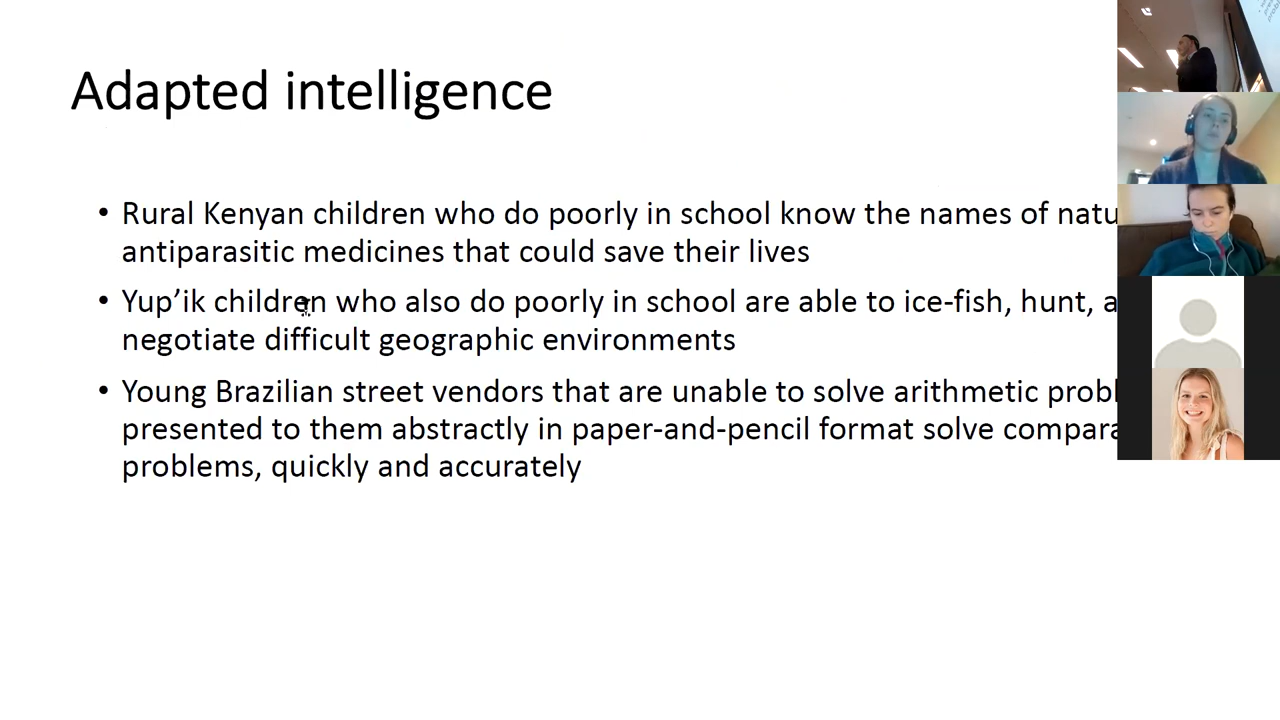 Adapted intelligence
• Rural Kenyan children who do poorly in school know the names of natu
antiparasitic medicines that could save their lives
• Yup’ik children who also do poorly in school are able to ice-fish, hunt, a
negotiate difficult geographic environments
• Young Brazilian street vendors that are unable to solve arithmetic probl
presented to them abstractly in paper-and-pencil format solve compara
problems, quickly and accurately